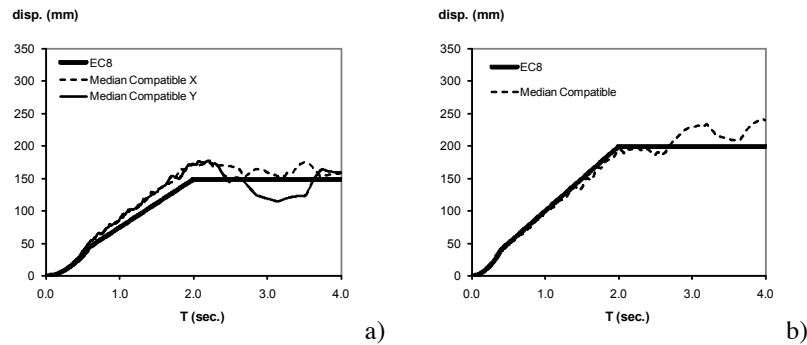 disp. (mm)
350
300
250
200
150
100
50
0
EC8
Median Compatible X
Median Compatible Y
0.0 1.0 2.0 3.0 4.0
T (sec.)
a)
disp. (mm)
350
300
250
200
150
100
50
0
EC8
Median Compatible
0.0 1.0 2.0 3.0 4.0
T (sec.)
b)